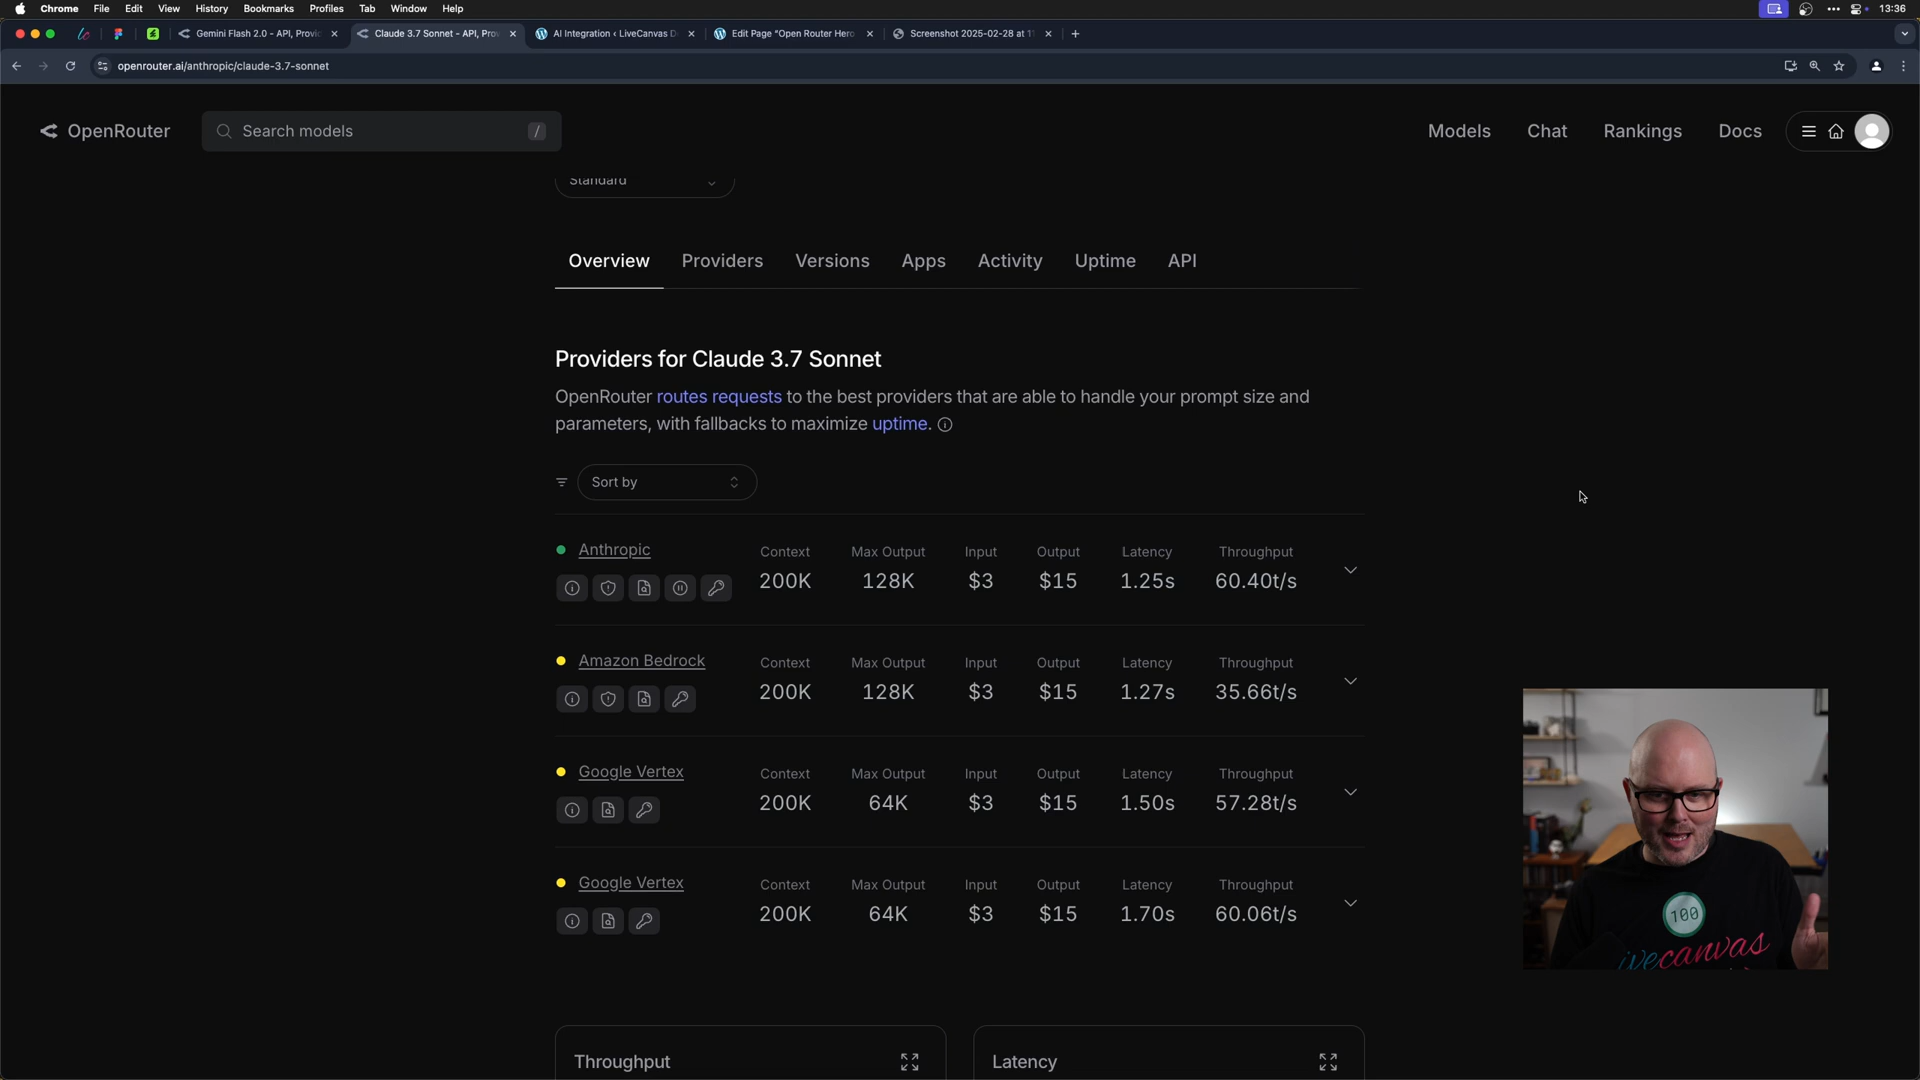 Chrome File Edit View History Bookmarks Profiles Tab Window Help 13:36
Gemini Flash 2.0 - API, Provid
Claude 3.7 Sonnet - API, Prov
AI Integration ‹ LiveCanvas D
Edit Page "Open Router Hero
Screenshot 2025-02-28 at 1
openrouter.ai/anthropic/claude-3.7-sonnet
OpenRouter Search models / Models Chat Rankings Docs
Standard
Overview Providers Versions Apps Activity Uptime API
Providers for Claude 3.7 Sonnet
OpenRouter routes requests to the best providers that are able to handle your prompt size and
parameters, with fallbacks to maximize uptime.
Sort by
Anthropic Context Max Output Input Output Latency Throughput
200K 128K $3 $15 1.25s 60.40t/s
Amazon Bedrock Context Max Output Input Output Latency Throughput
200K 128K $3 $15 1.27s 35.66t/s
Google Vertex Context Max Output Input Output Latency Throughput
200K 64K $3 $15 1.50s 57.28t/s
Google Vertex Context Max Output Input Output Latency Throughput
200K 64K $3 $15 1.70s 60.06t/s
100
ivecanvas
Throughput Latency